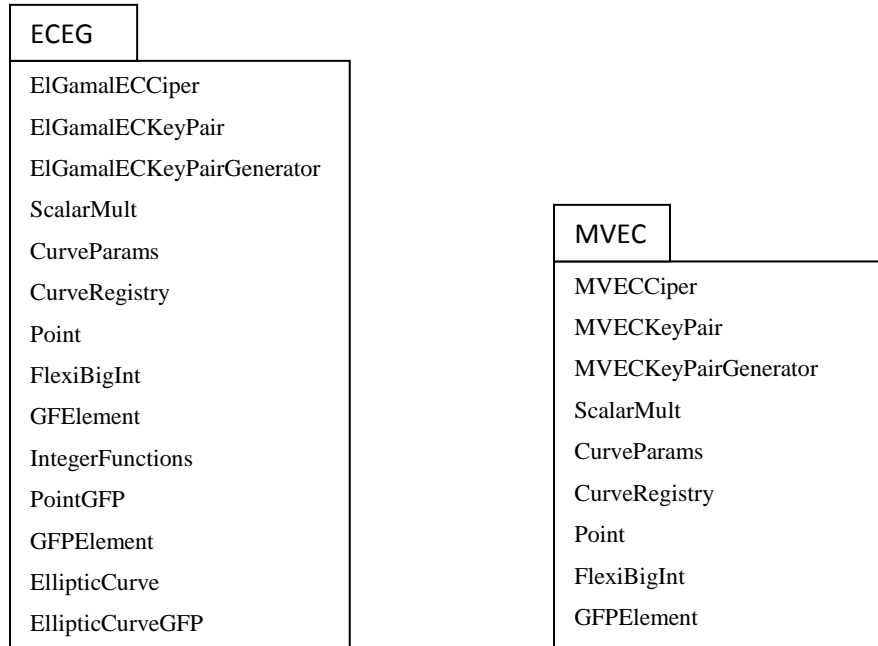 ECEG
ElGamalECCiper
ElGamalECKeyPair
ElGamalECKeyPairGenerator
ScalarMult
CurveParams
CurveRegistry
Point
FlexiBigInt
GFElement
IntegerFunctions
PointGFP
GFPElement
EllipticCurve
EllipticCurveGFP
MVEC
MVECCiper
MVECKeyPair
MVECKeyPairGenerator
ScalarMult
CurveParams
CurveRegistry
Point
FlexiBigInt
GFPElement